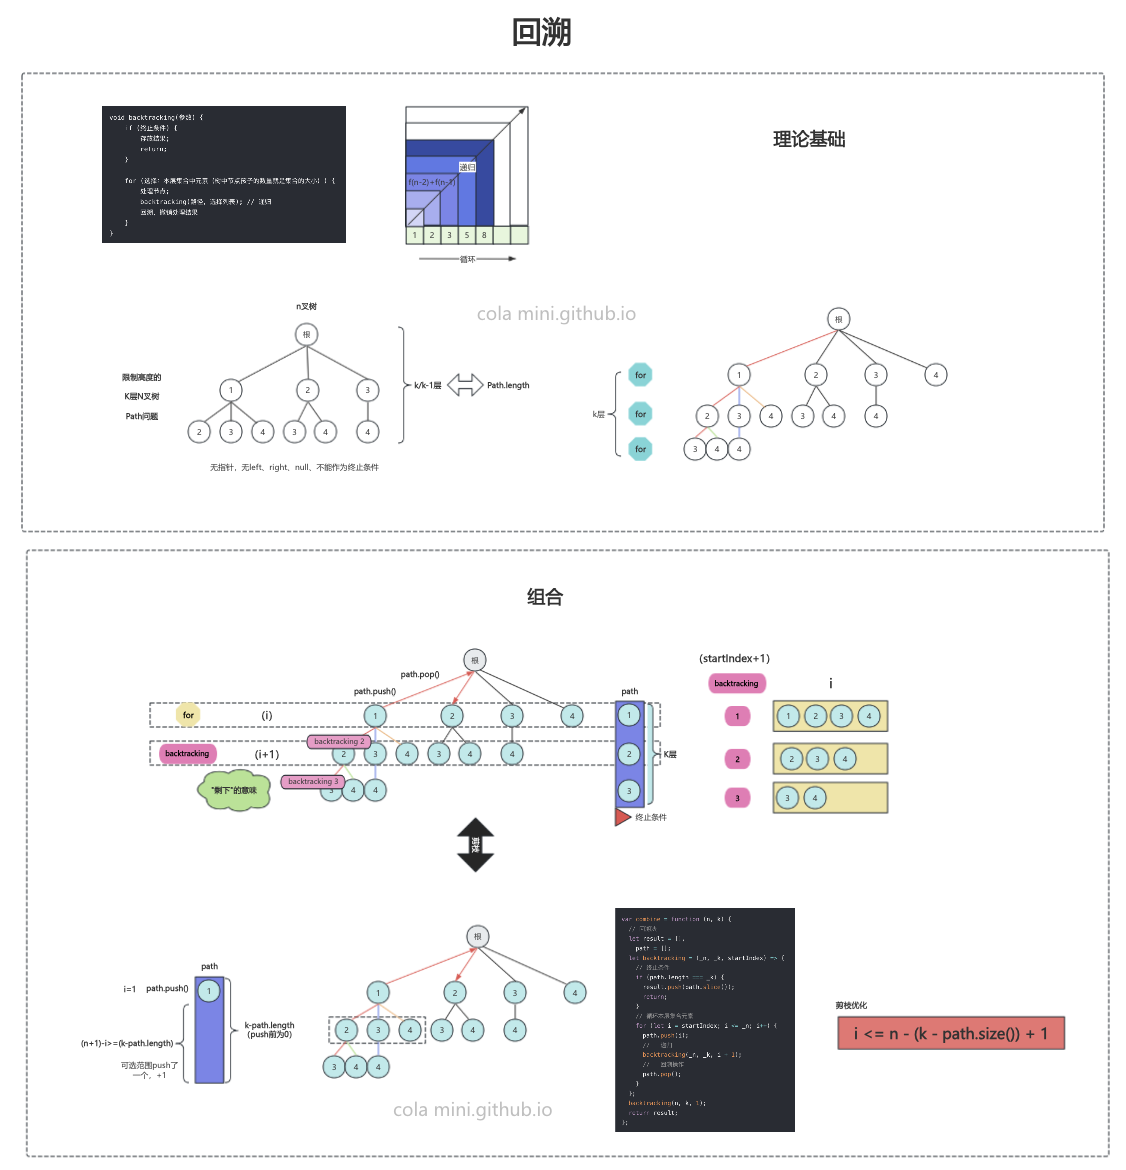 回溯
理论基础
void backtracking(参数) {
if (终止条件) {
存放结果;
return;
}
for (选择: 本层集合中元素 (树中节点孩子的数量就是集合的大小) ) {
处理节点;
backtracking(路径, 选择列表); // 递归
回溯, 撤销处理结果
}
}
递归
f(n-2)+f(n-1)
1 2 3 5 8
循环
cola mini.github.io
n叉树
根
1 2 3
2 3 4 3 4 4
限制高度的
K层N叉树
Path问题
k/k-1层
Path.length
无指针, 无left、right、null、不能作为终止条件
k层
for
for
for
根
1 2 3 4
2 3 4 3 4 4
3 4 4
组合
path.pop()
path.push()
根
for (i) 1 2 3 4
backtracking 2
backtracking (i+1) 2 3 4 3 4 4
backtracking 3
"剩下"的意味
3 4 4
path
1
2
3
K层
终止条件
(startIndex+1)
backtracking i
1 1 2 3 4
2 2 3 4
3 3 4
剪枝
path
i=1 path.push() 1
(n+1)-i>=(k-path.length)
可选范围push了
一个, +1
k-path.length
(push前为0)
根
1 2 3 4
2 3 4 3 4 4
3 4 4
cola mini.github.io
var combine = function (n, k) {
let result = [],
path = [];
let backtracking = (_n, _k, startIndex) => {
// 终止条件
if (path.length === _k) {
result.push(path.slice());
return;
}
// 循环本层集合元素
for (let i = startIndex; i <= _n; i++) {
path.push(i);
// 递归
backtracking(_n, _k, i + 1);
// 回溯操作
path.pop();
}
};
backtracking(n, k, 1);
return result;
};
剪枝优化
i <= n - (k - path.size()) + 1